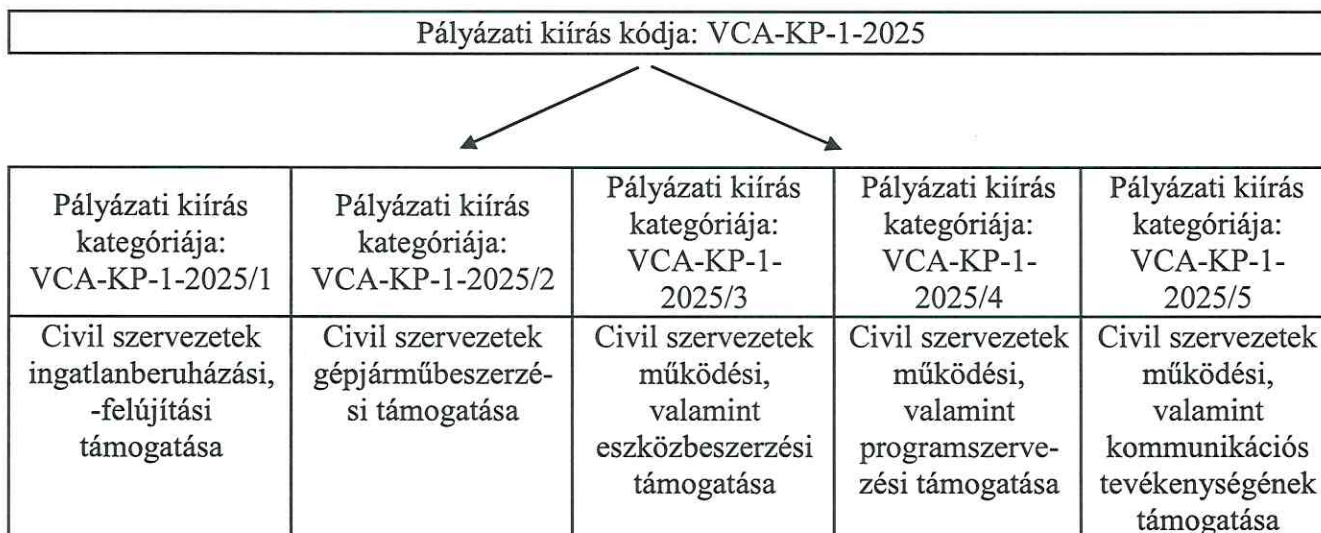 Pályázati kiírás kódja: VCA-KP-1-2025
Pályázati kiírás
kategóriája:
VCA-KP-1-2025/1
Pályázati kiírás
kategóriája:
VCA-KP-1-2025/2
Pályázati kiírás
kategóriája:
VCA-KP-1-
2025/3
Pályázati kiírás
kategóriája:
VCA-KP-1-
2025/4
Pályázati kiírás
kategóriája:
VCA-KP-1-
2025/5
Civil szervezetek
ingatlanberuházási,
-felújítási
támogatása
Civil szervezetek
gépjárműbeszerzé-
si támogatása
Civil szervezetek
működési,
valamint
eszközbeszerzési
támogatása
Civil szervezetek
működési,
valamint
programszerve-
zési támogatása
Civil szervezetek
működési,
valamint
kommunikációs
tevékenységének
támogatása